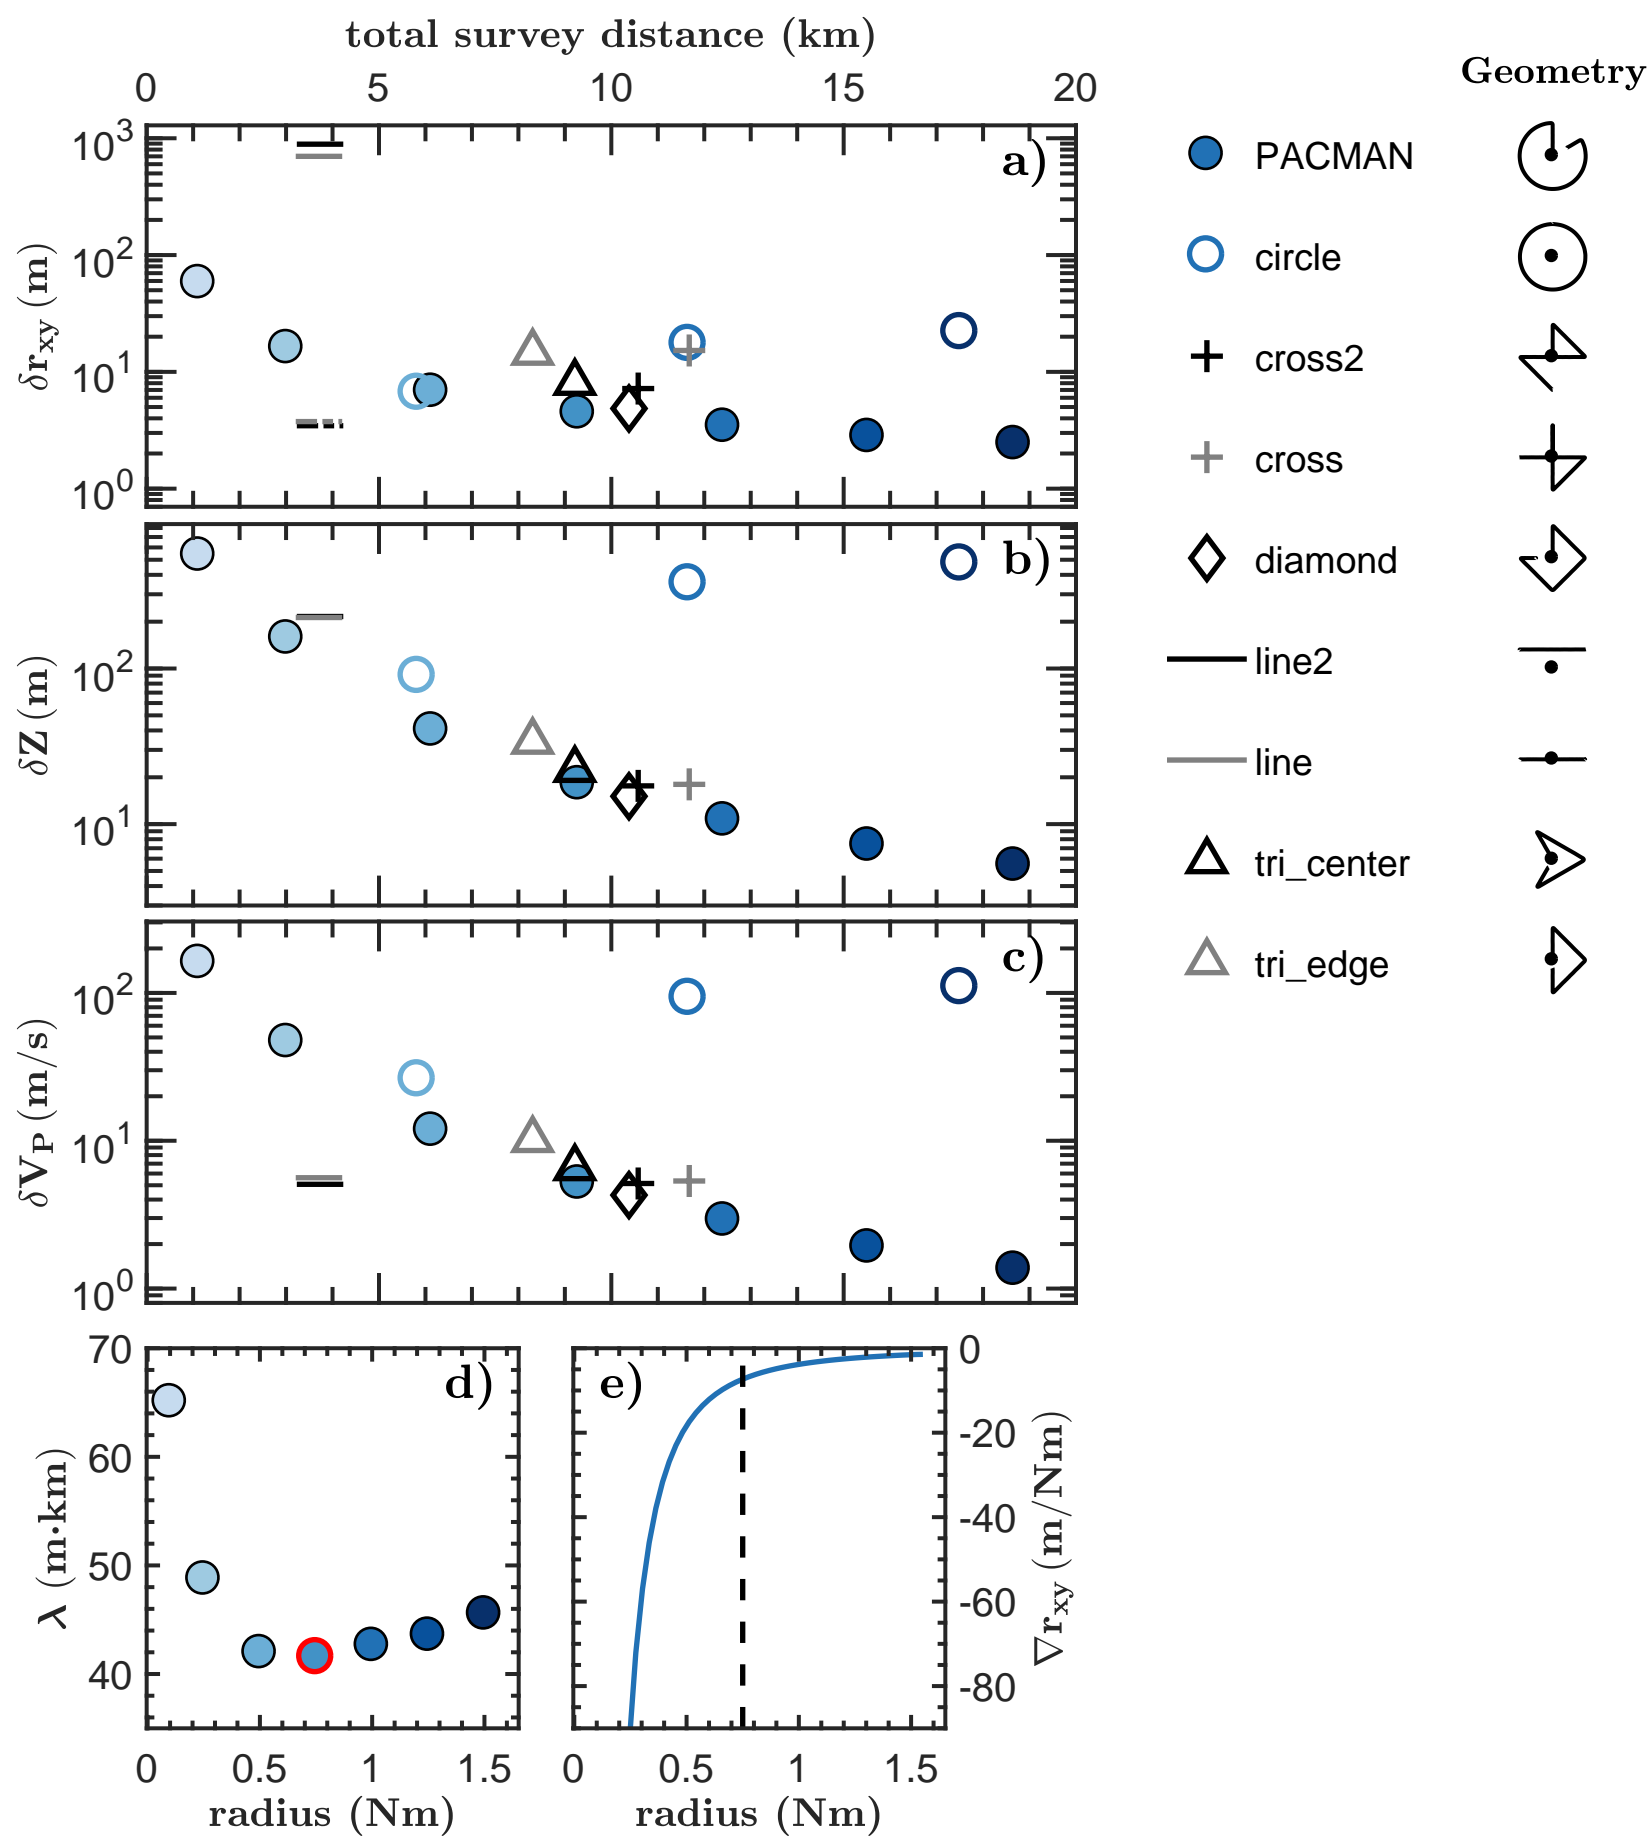 total survey distance (km)
0 5 10 15 20
Geometry
10³
10²
10¹
10⁰
δr_xy (m)
a)
10²
10¹
δZ (m)
b)
10²
10¹
10⁰
δV_P (m/s)
c)
PACMAN
circle
cross2
cross
diamond
line2
line
tri_center
tri_edge
70
60
50
40
λ (m·km)
d)
0 0.5 1 1.5
radius (Nm)
e)
0
-20
-40
-60
-80
∇r_xy (m/Nm)
0 0.5 1 1.5
radius (Nm)